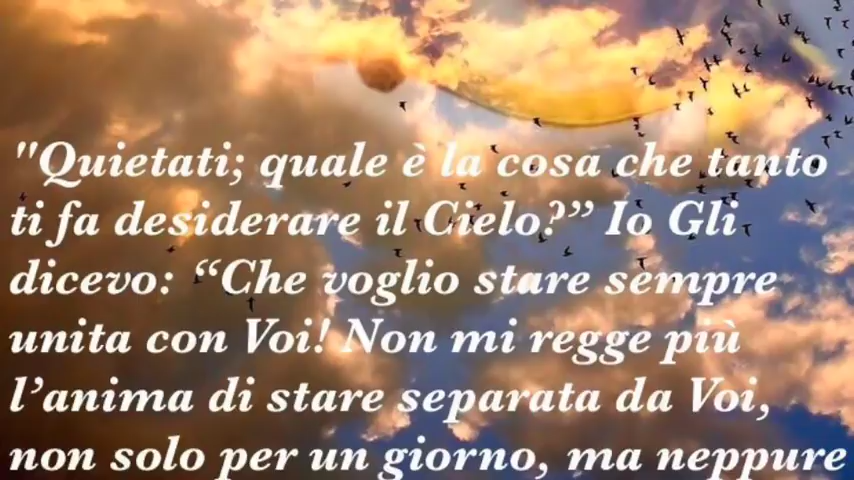 "Quietati; quale è la cosa che tanto
ti fa desiderare il Cielo?” Io Gli
dicevo: “Che voglio stare sempre
unita con Voi! Non mi regge più
l’anima di stare separata da Voi,
non solo per un giorno, ma neppure